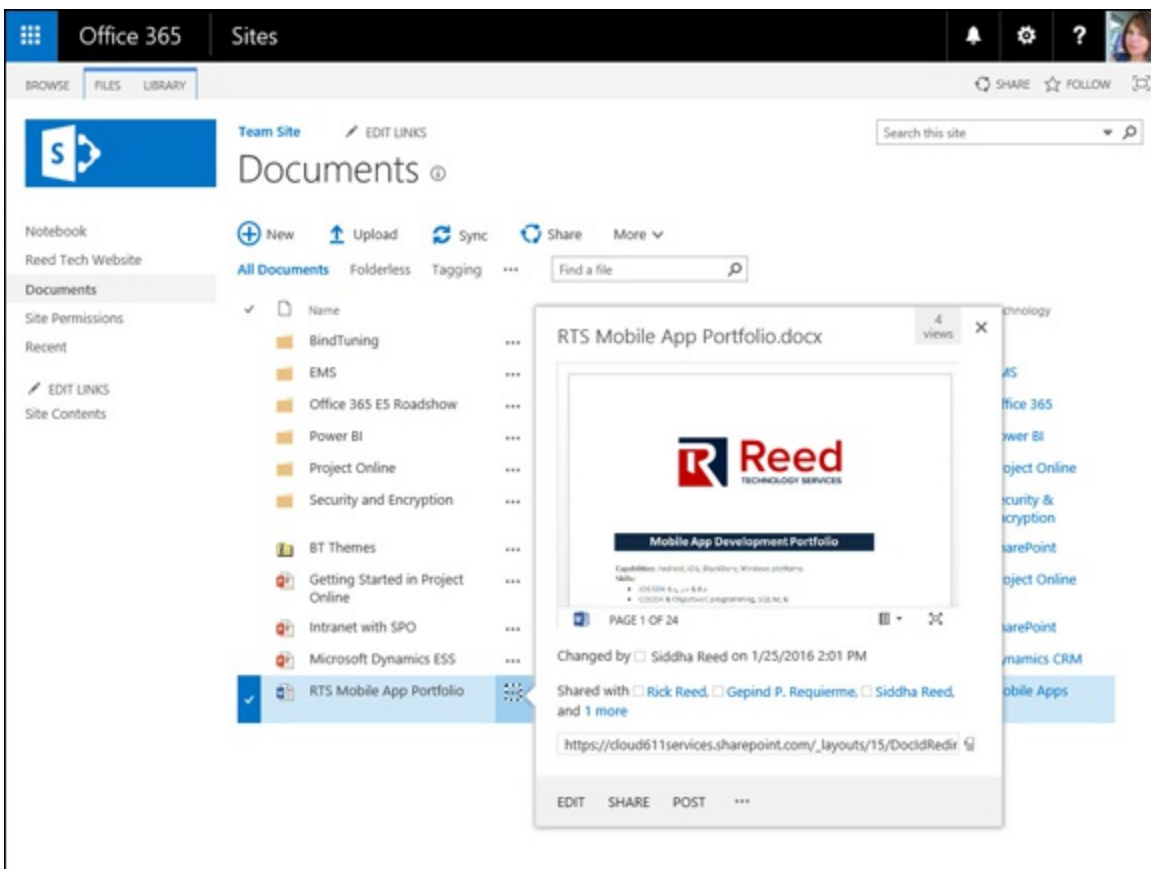 Office 365 Sites
BROWSE FILES LIBRARY SHARE FOLLOW
S
Team Site EDIT LINKS Search this site
Documents
Notebook
Reed Tech Website
Documents
Site Permissions
Recent
EDIT LINKS
Site Contents
New Upload Sync Share More
All Documents Folderless Tagging ... Find a file
Name chnology
BindTuning ...
EMS ... MS
Office 365 E5 Roadshow ... ffice 365
Power BI ... ower BI
Project Online ... oject Online
Security and Encryption ... curity &
cryption
BT Themes ... arePoint
Getting Started in Project ... oject Online
Online
Intranet with SPO ... arePoint
Microsoft Dynamics ESS ... ynamics CRM
RTS Mobile App Portfolio obile Apps
RTS Mobile App Portfolio.docx 4
views
R Reed
TECHNOLOGY SERVICES
Mobile App Development Portfolio
Capabilities: Android, iOS, BlackBerry, Windows platforms
Skills:
PAGE 1 OF 24
Changed by Siddha Reed on 1/25/2016 2:01 PM
Shared with Rick Reed, Gepind P. Requierme, Siddha Reed,
and 1 more
https://cloud611services.sharepoint.com/_layouts/15/DocIdRedir
EDIT SHARE POST ...